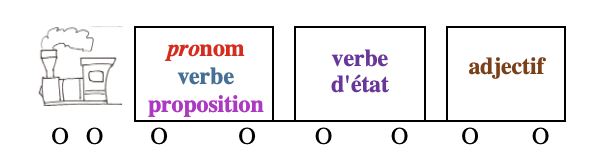 pronom
verbe
proposition
verbe
d'état
adjectif
O O O O O O O O